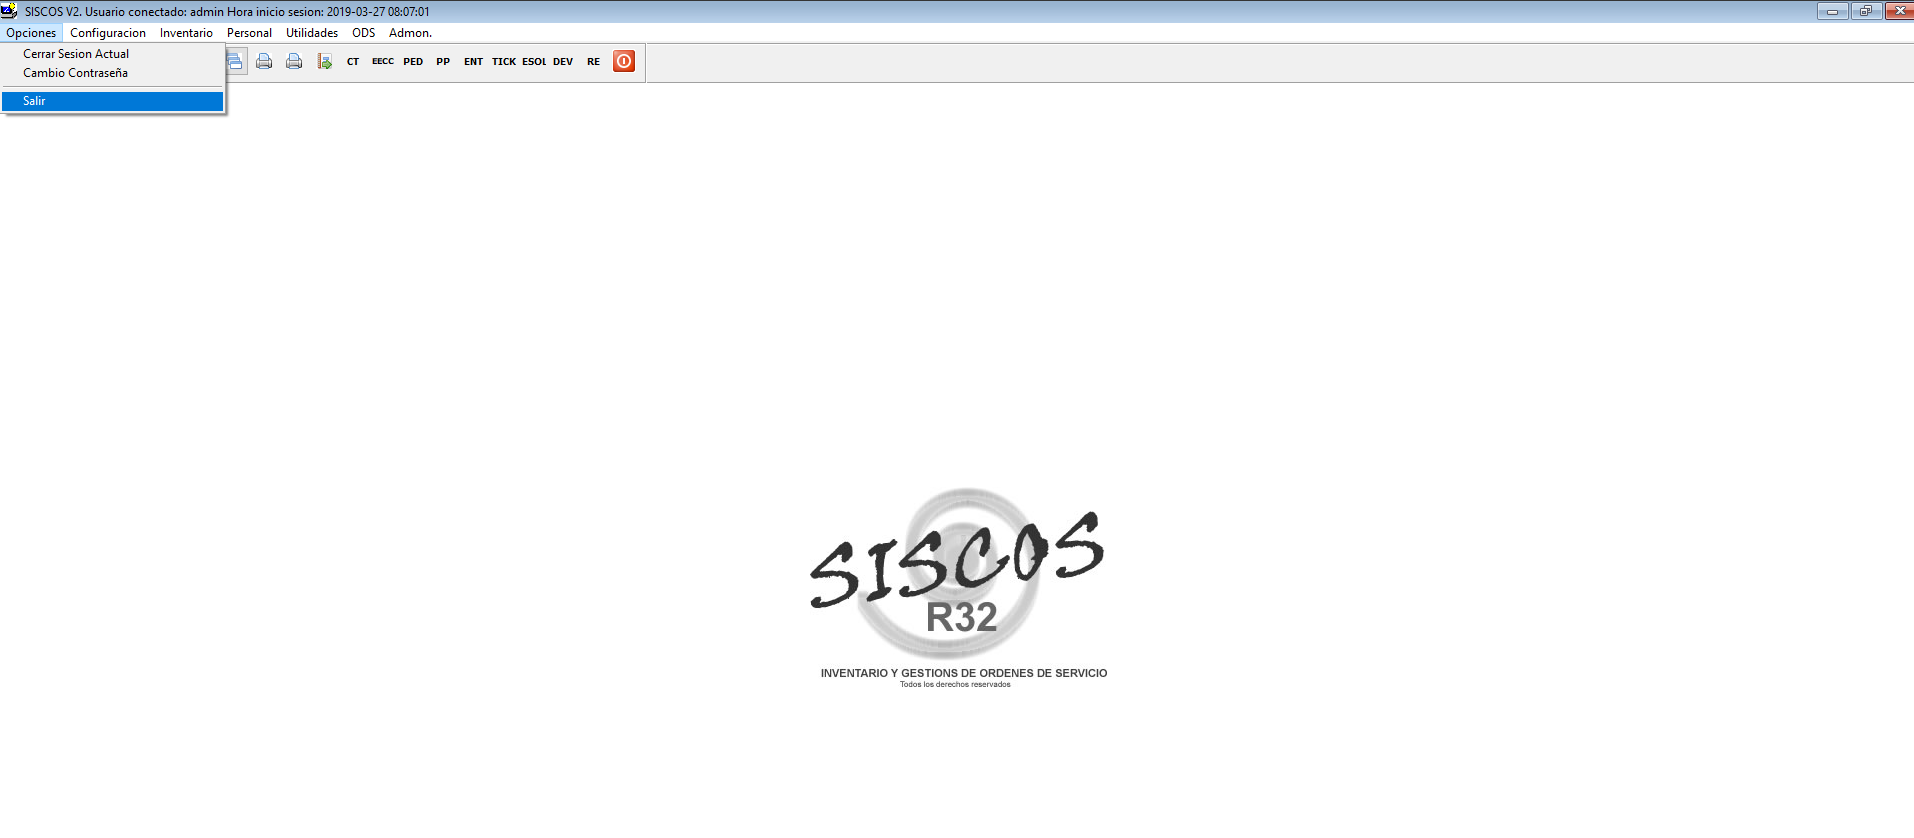 SISCOS V2. Usuario conectado: admin Hora inicio sesion: 2019-03-27 08:07:01
Opciones Configuracion Inventario Personal Utilidades ODS Admon.
Cerrar Sesion Actual
Cambio Contraseña
Salir
CT EECC PED PP ENT TICK ESOL DEV RE
SISCOS
R32
INVENTARIO Y GESTIONS DE ORDENES DE SERVICIO
Todos los derechos reservados